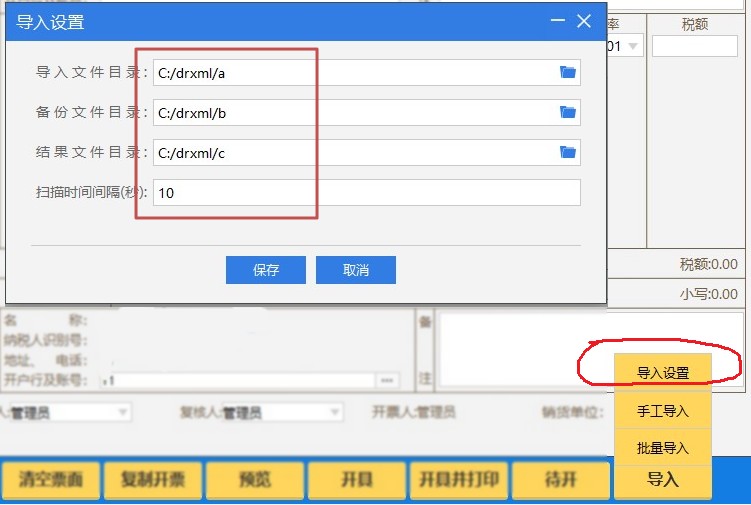 导入设置
率
税额
导入文件目录:
C:/drxml/a
01
备份文件目录:
C:/drxml/b
结果文件目录:
C:/drxml/c
扫描时间间隔(秒):
10
保存
取消
税额:0.00
小写:0.00
名 称:
纳税人识别号:
地址、 电话:
开户行及账号:
备
注
导入设置
手工导入
批量导入
导入
人:管理员
复核人:管理员
开票人:管理员
销货单位:
清空票面
复制开票
预览
开具
开具并打印
待开